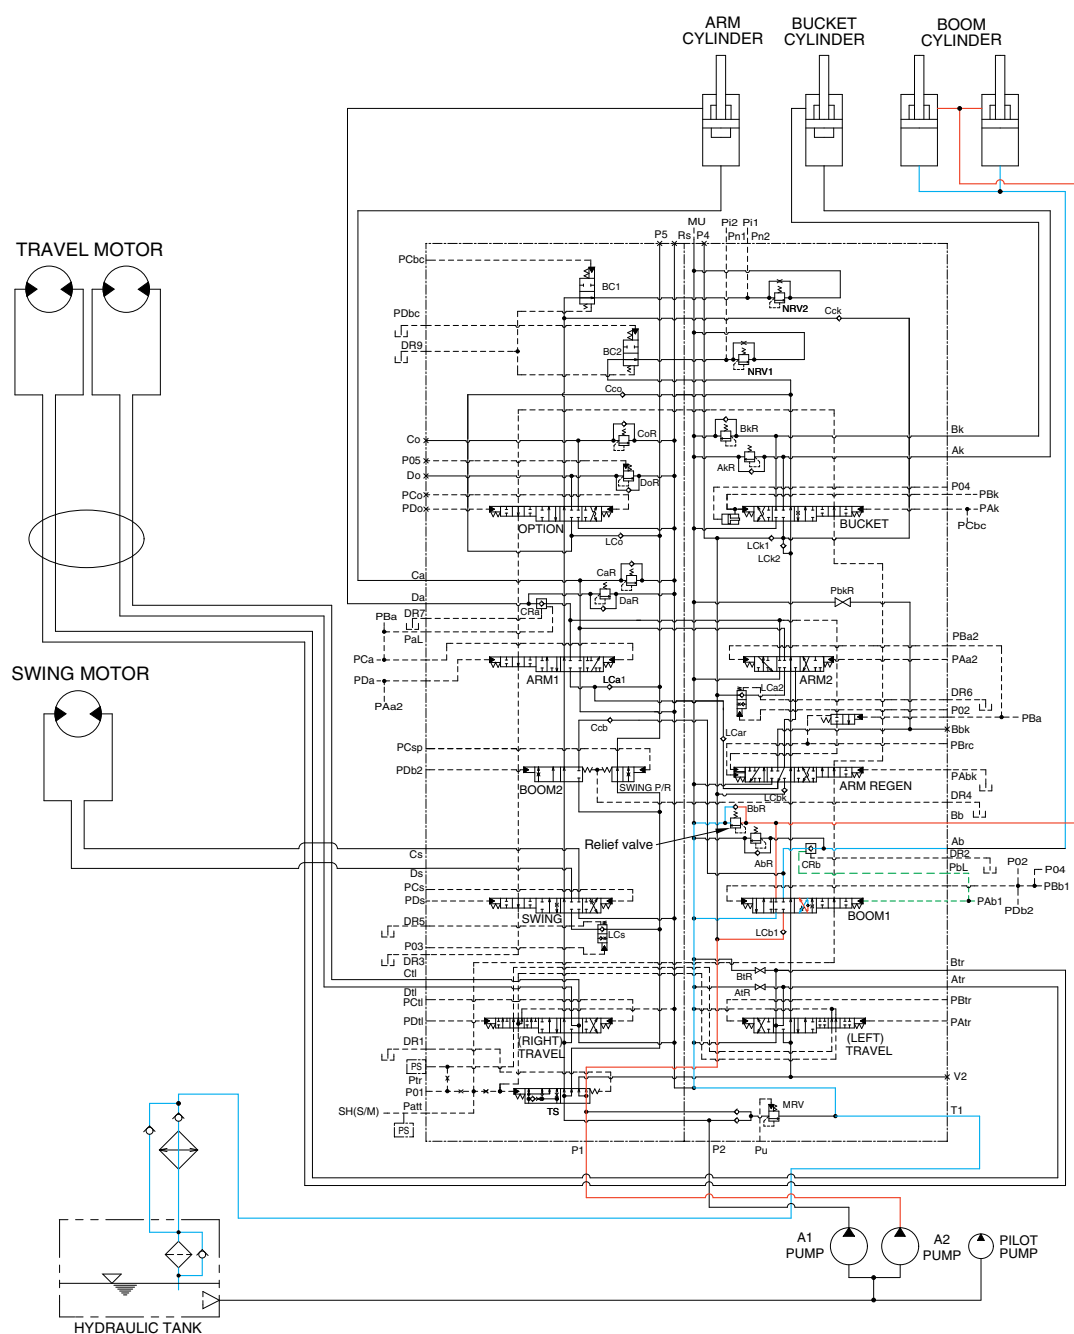 ARM CYLINDER
BUCKET CYLINDER
BOOM CYLINDER
TRAVEL MOTOR
SWING MOTOR
MU
Pi2 Pi1
P5
Rs P4
Pn1 Pn2
PCbc
BC1
NRV2
Cck
PDbc
DR9
BC2
NRV1
Cco
Co
CoR
BkR
Bk
P05
AkR
Ak
Do
DoR
PCo
P04
PBk
PDo
PAk
OPTION
BUCKET
PCbc
LCo
LCk1
LCk2
Ca
CaR
PbkR
Da
DaR
DR7
CRa
PBa
PaL
PBa2
PCa
PAa2
ARM1
ARM2
PDa
LCa1
LCa2
DR6
PAa2
P02
PBa
Ccb
LCar
Bbk
PCsp
PBrc
PDb2
PAbk
BOOM2
SWING P/R
ARM REGEN
LCbk
DR4
BbR
Bb
Relief valve
Ab
Cs
AbR
CRb
DR2
Ds
PbL
P02
P04
PCs
PBb1
PDs
PAb1
PDb2
SWING
BOOM1
DR5
LCs
LCb1
P03
DR3
Ctl
BtR
Btr
Dtl
AtR
Atr
PCtl
PBtr
PDtl
PAtr
(RIGHT) TRAVEL
(LEFT) TRAVEL
DR1
PS
Ptr
V2
P01
TS
MRV
SH(S/M)
Patt
T1
PS
P1
P2
Pu
A1 PUMP
A2 PUMP
PILOT PUMP
HYDRAULIC TANK